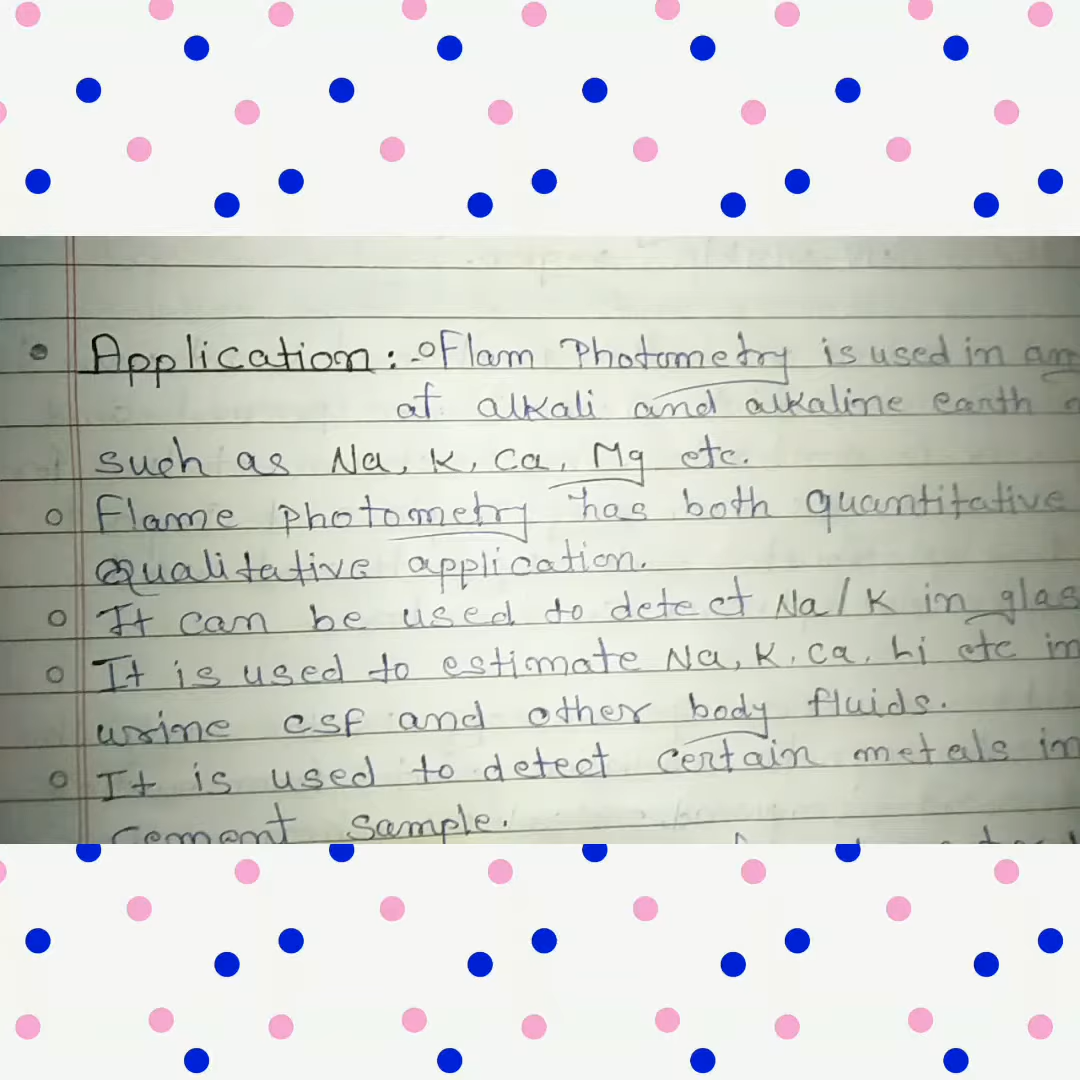 • Application: -o Flam Photometry is used in an
of alkali and alkaline earth
such as Na, K, Ca, Mg etc.
o Flame photometry has both quantitative
qualitative application.
o It can be used to detect Na/K in glas
o It is used to estimate Na, K, Ca, Li etc in
urine csf and other body fluids.
o It is used to detect certain metals in
cement sample.